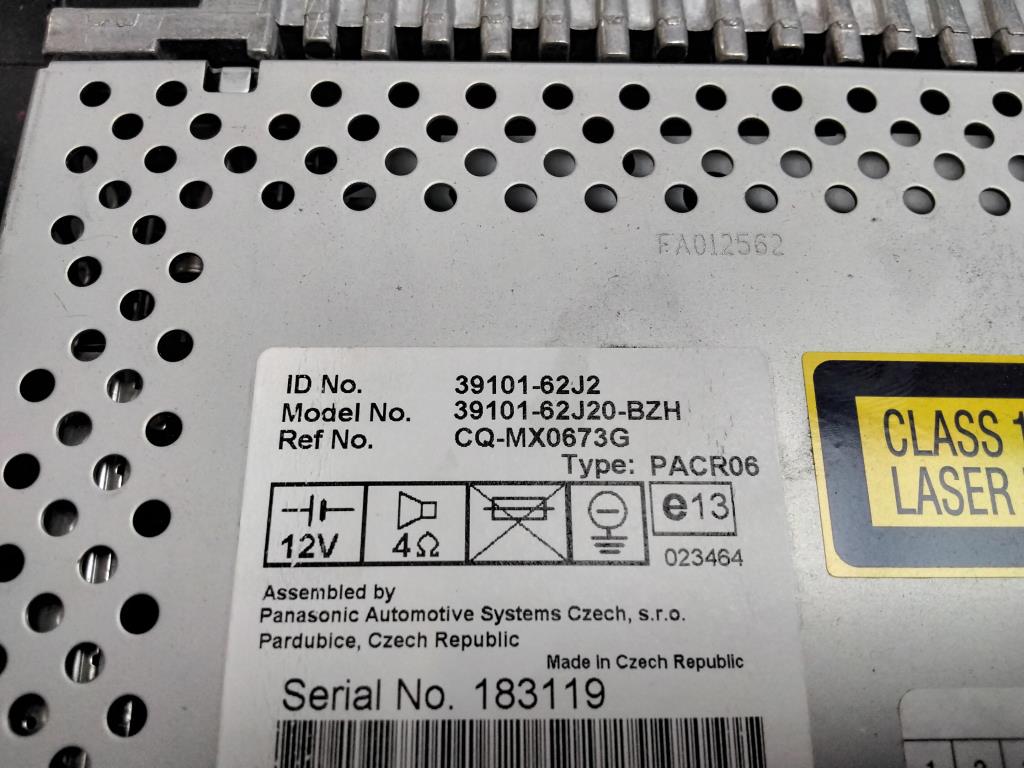 FA012562
ID No. 39101-62J2
Model No. 39101-62J20-BZH
Ref No. CQ-MX0673G
Type: PACR06
12V 4Ω e13
023464
Assembled by
Panasonic Automotive Systems Czech, s.r.o.
Pardubice, Czech Republic
Made in Czech Republic
Serial No. 183119
CLASS 1
LASER